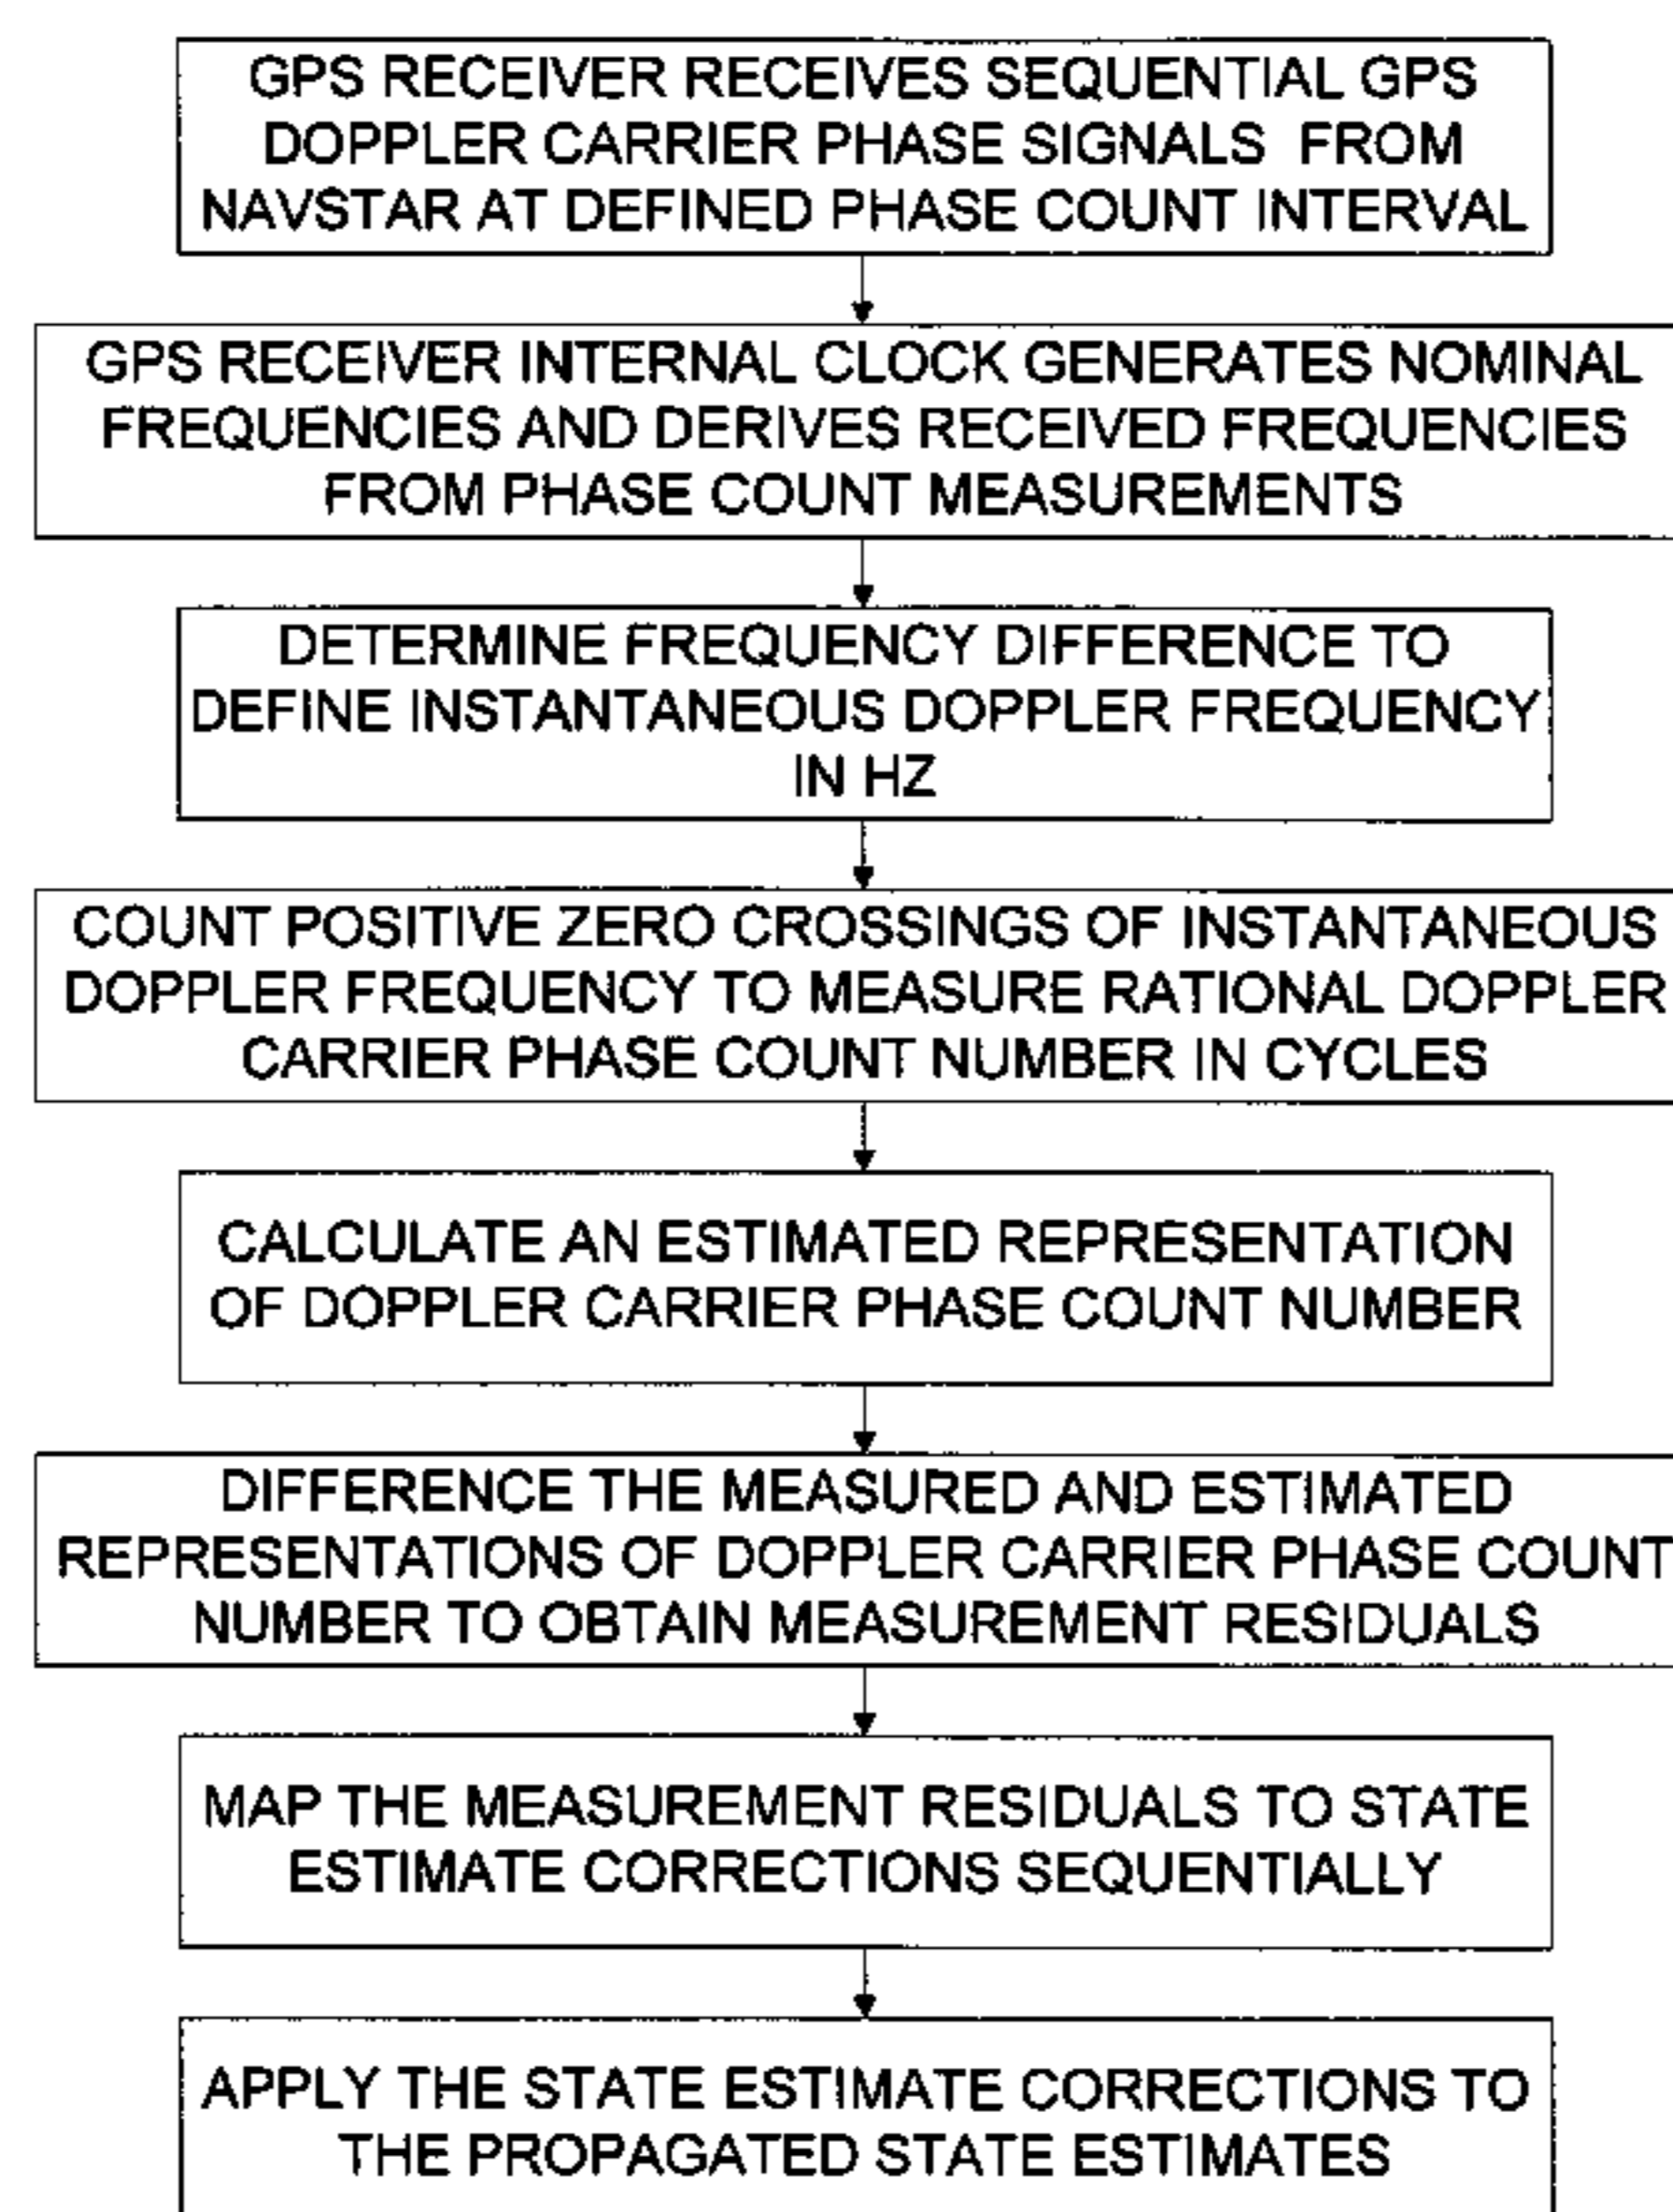 GPS RECEIVER RECEIVES SEQUENTIAL GPS
DOPPLER CARRIER PHASE SIGNALS FROM
NAVSTAR AT DEFINED PHASE COUNT INTERVAL
GPS RECEIVER INTERNAL CLOCK GENERATES NOMINAL
FREQUENCIES AND DERIVES RECEIVED FREQUENCIES
FROM PHASE COUNT MEASUREMENTS
DETERMINE FREQUENCY DIFFERENCE TO
DEFINE INSTANTANEOUS DOPPLER FREQUENCY
IN HZ
COUNT POSITIVE ZERO CROSSINGS OF INSTANTANEOUS
DOPPLER FREQUENCY TO MEASURE RATIONAL DOPPLER
CARRIER PHASE COUNT NUMBER IN CYCLES
CALCULATE AN ESTIMATED REPRESENTATION
OF DOPPLER CARRIER PHASE COUNT NUMBER
DIFFERENCE THE MEASURED AND ESTIMATED
REPRESENTATIONS OF DOPPLER CARRIER PHASE COUNT
NUMBER TO OBTAIN MEASUREMENT RESIDUALS
MAP THE MEASUREMENT RESIDUALS TO STATE
ESTIMATE CORRECTIONS SEQUENTIALLY
APPLY THE STATE ESTIMATE CORRECTIONS TO
THE PROPAGATED STATE ESTIMATES